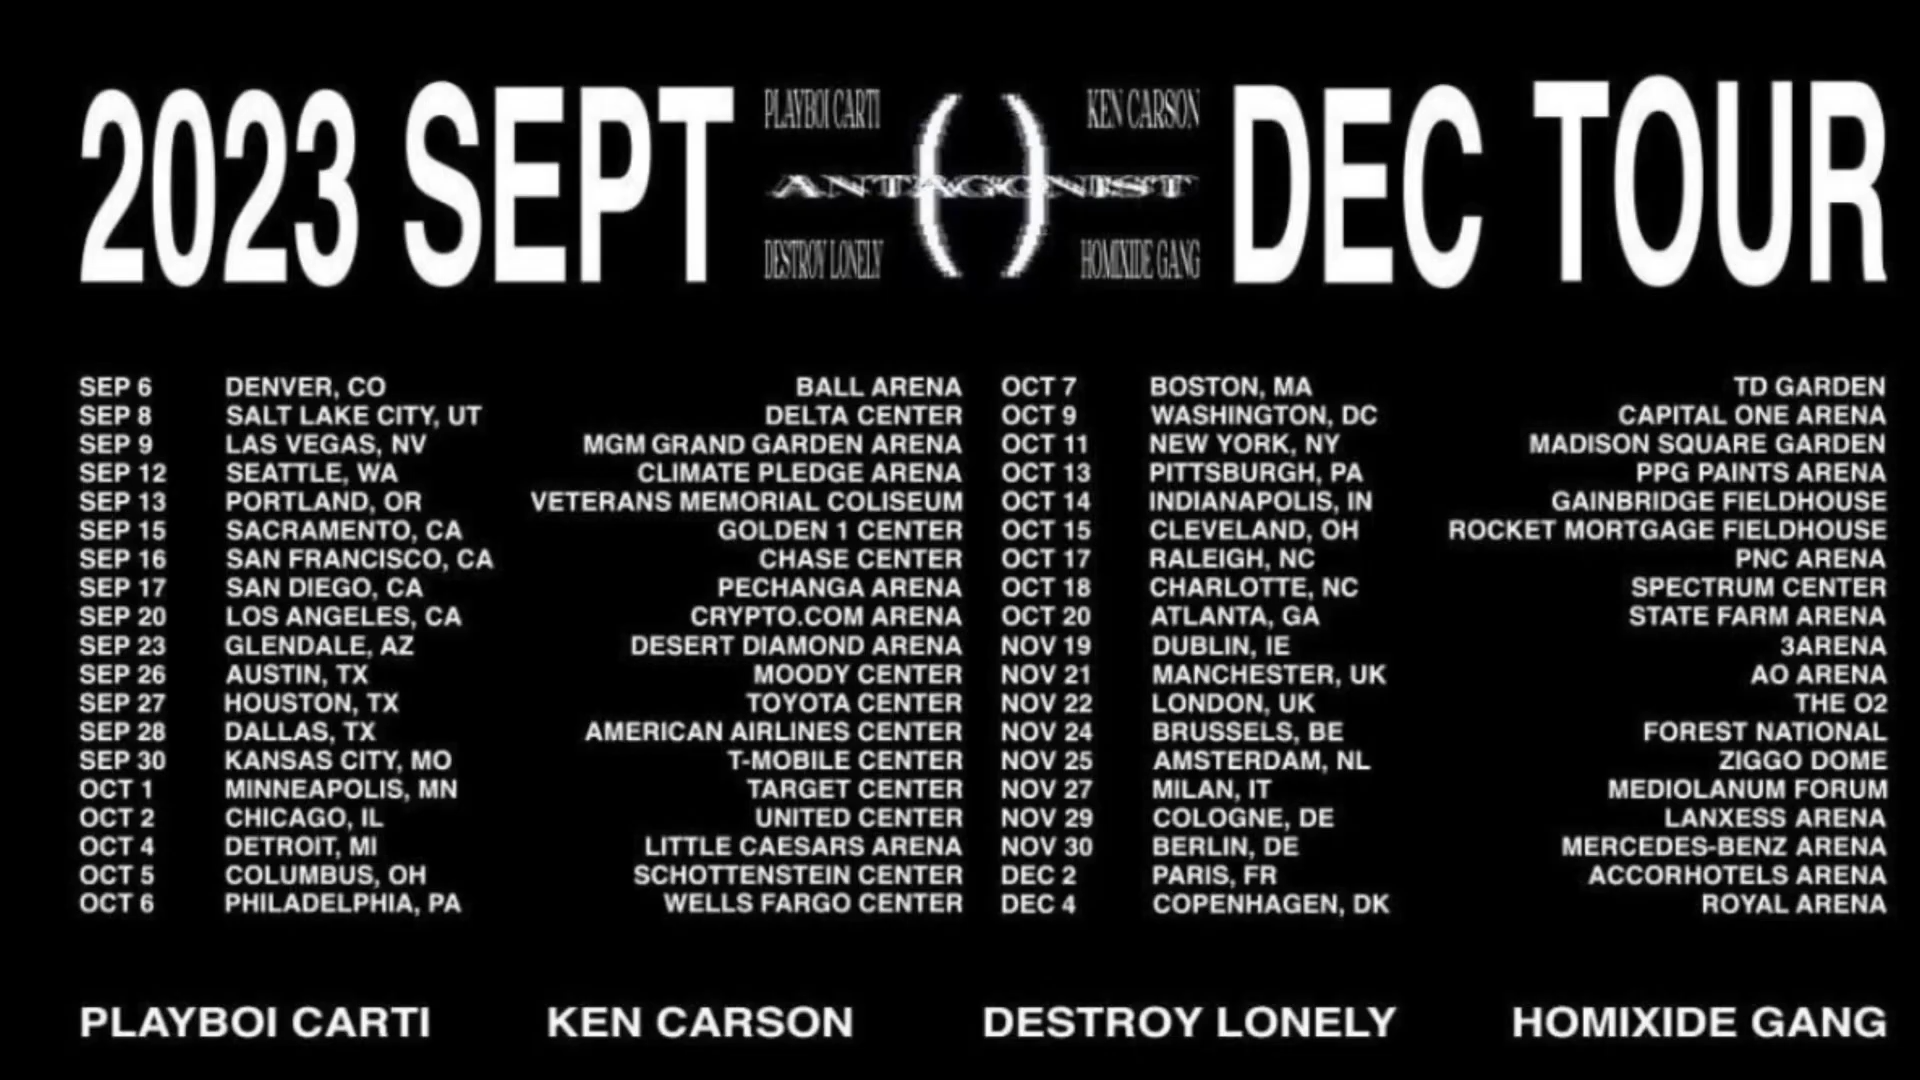 2023 SEPT
PLAYBOI CARTI
KEN CARSON
ANTAGONIST
DESTROY LONELY
HOMIXIDE GANG
( )
DEC TOUR
SEP 6 DENVER, CO BALL ARENA
SEP 8 SALT LAKE CITY, UT DELTA CENTER
SEP 9 LAS VEGAS, NV MGM GRAND GARDEN ARENA
SEP 12 SEATTLE, WA CLIMATE PLEDGE ARENA
SEP 13 PORTLAND, OR VETERANS MEMORIAL COLISEUM
SEP 15 SACRAMENTO, CA GOLDEN 1 CENTER
SEP 16 SAN FRANCISCO, CA CHASE CENTER
SEP 17 SAN DIEGO, CA PECHANGA ARENA
SEP 20 LOS ANGELES, CA CRYPTO.COM ARENA
SEP 23 GLENDALE, AZ DESERT DIAMOND ARENA
SEP 26 AUSTIN, TX MOODY CENTER
SEP 27 HOUSTON, TX TOYOTA CENTER
SEP 28 DALLAS, TX AMERICAN AIRLINES CENTER
SEP 30 KANSAS CITY, MO T-MOBILE CENTER
OCT 1 MINNEAPOLIS, MN TARGET CENTER
OCT 2 CHICAGO, IL UNITED CENTER
OCT 4 DETROIT, MI LITTLE CAESARS ARENA
OCT 5 COLUMBUS, OH SCHOTTENSTEIN CENTER
OCT 6 PHILADELPHIA, PA WELLS FARGO CENTER
OCT 7 BOSTON, MA TD GARDEN
OCT 9 WASHINGTON, DC CAPITAL ONE ARENA
OCT 11 NEW YORK, NY MADISON SQUARE GARDEN
OCT 13 PITTSBURGH, PA PPG PAINTS ARENA
OCT 14 INDIANAPOLIS, IN GAINBRIDGE FIELDHOUSE
OCT 15 CLEVELAND, OH ROCKET MORTGAGE FIELDHOUSE
OCT 17 RALEIGH, NC PNC ARENA
OCT 18 CHARLOTTE, NC SPECTRUM CENTER
OCT 20 ATLANTA, GA STATE FARM ARENA
NOV 19 DUBLIN, IE 3ARENA
NOV 21 MANCHESTER, UK AO ARENA
NOV 22 LONDON, UK THE O2
NOV 24 BRUSSELS, BE FOREST NATIONAL
NOV 25 AMSTERDAM, NL ZIGGO DOME
NOV 27 MILAN, IT MEDIOLANUM FORUM
NOV 29 COLOGNE, DE LANXESS ARENA
NOV 30 BERLIN, DE MERCEDES-BENZ ARENA
DEC 2 PARIS, FR ACCORHOTELS ARENA
DEC 4 COPENHAGEN, DK ROYAL ARENA
PLAYBOI CARTI KEN CARSON DESTROY LONELY HOMIXIDE GANG